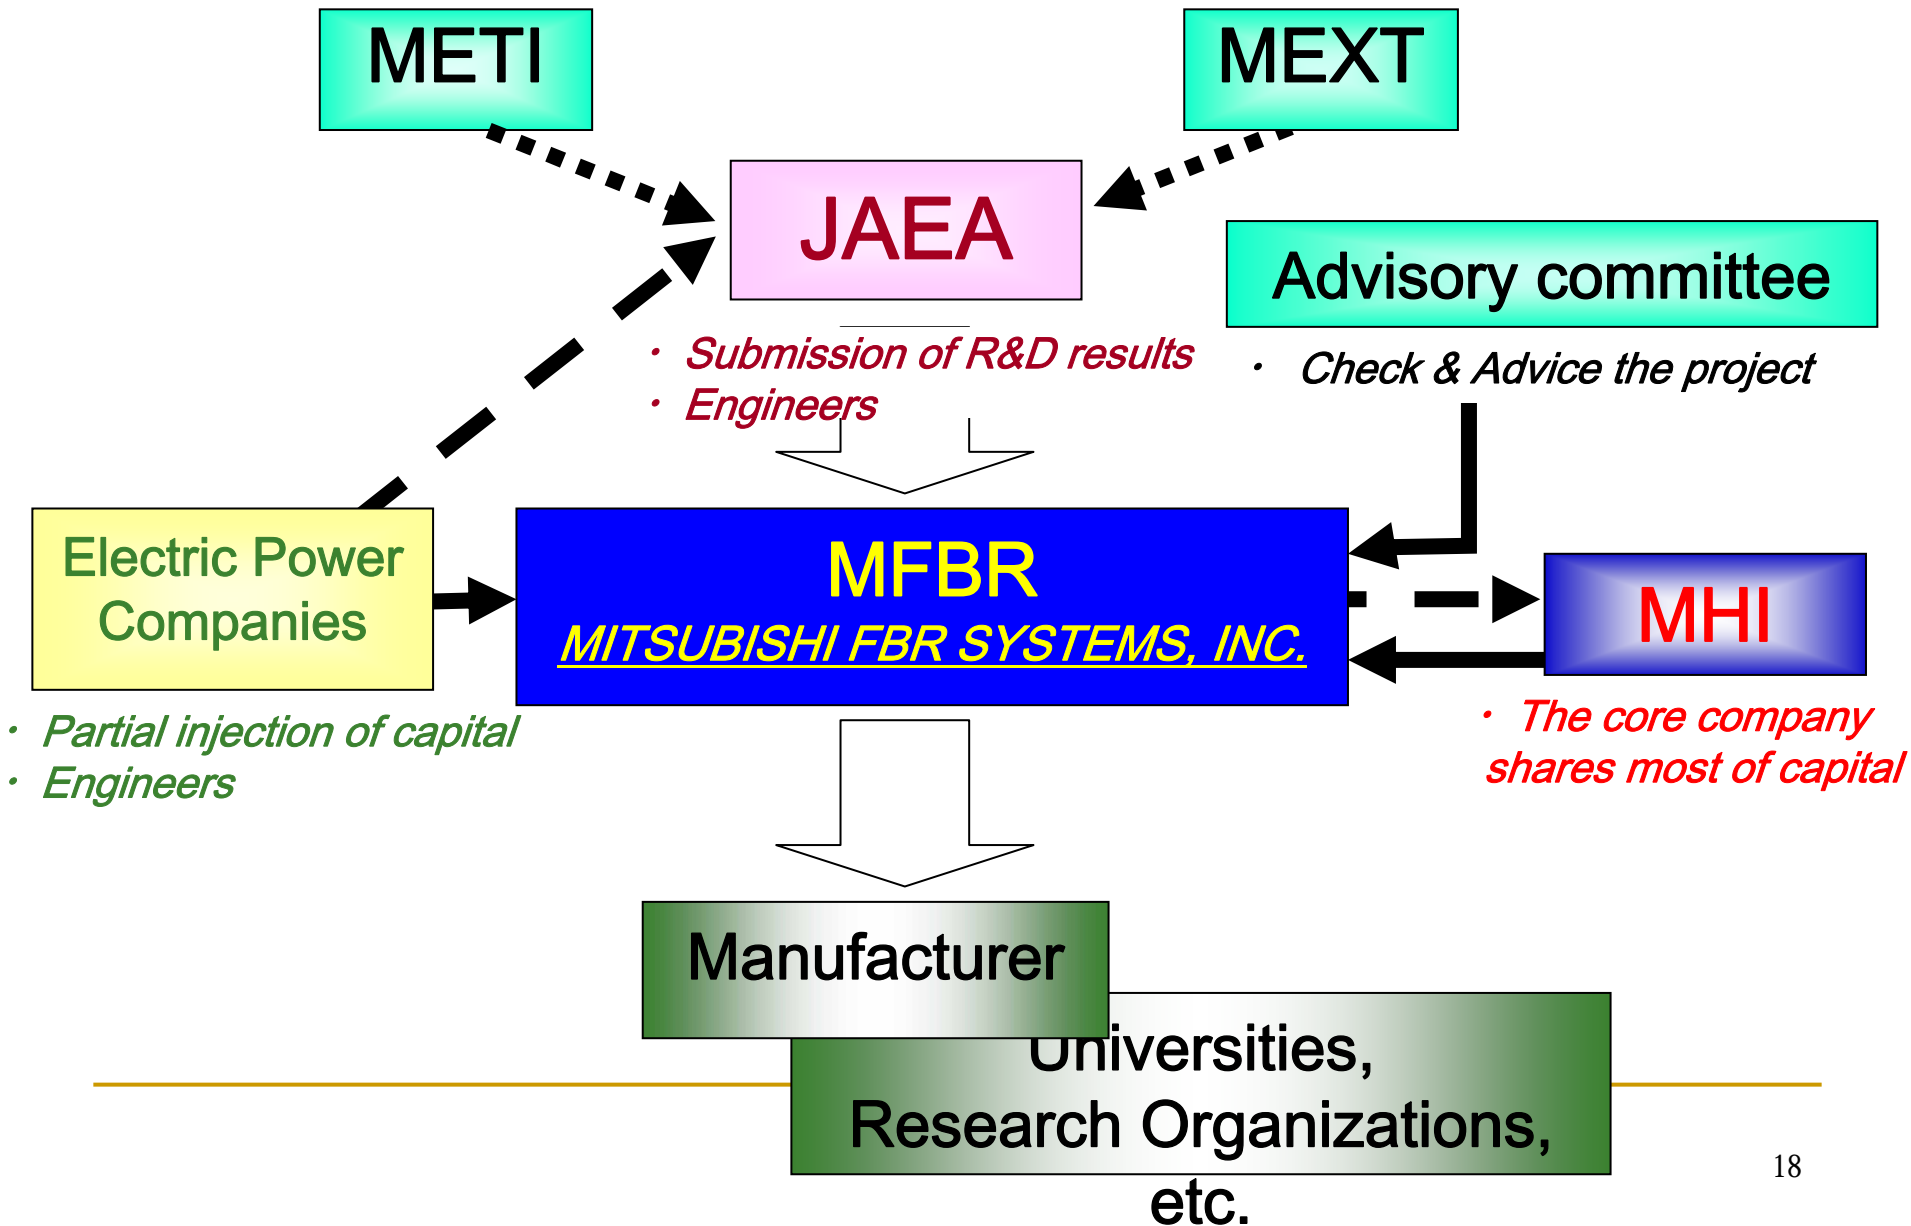 METI
MEXT
JAEA
Advisory committee
・ Submission of R&D results
・ Engineers
・ Check & Advice the project
Electric Power
Companies
MFBR
MITSUBISHI FBR SYSTEMS, INC.
MHI
・ Partial injection of capital
・ Engineers
・ The core company
shares most of capital
Manufacturer
Universities,
Research Organizations,
etc.
18